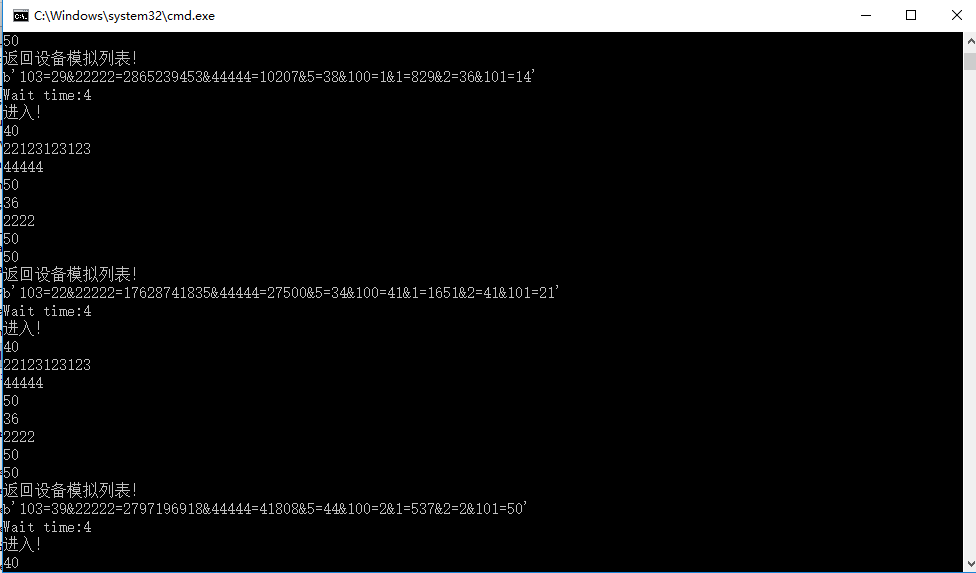 C:\Windows\system32\cmd.exe
50
返回设备模拟列表!
b'103=29&22222=2865239453&44444=10207&5=38&100=1&1=829&2=36&101=14'
Wait time:4
进入!
40
22123123123
44444
50
36
2222
50
50
返回设备模拟列表!
b'103=22&22222=17628741835&44444=27500&5=34&100=41&1=1651&2=41&101=21'
Wait time:4
进入!
40
22123123123
44444
50
36
2222
50
50
返回设备模拟列表!
b'103=39&22222=2797196918&44444=41808&5=44&100=2&1=537&2=2&101=50'
Wait time:4
进入!
40